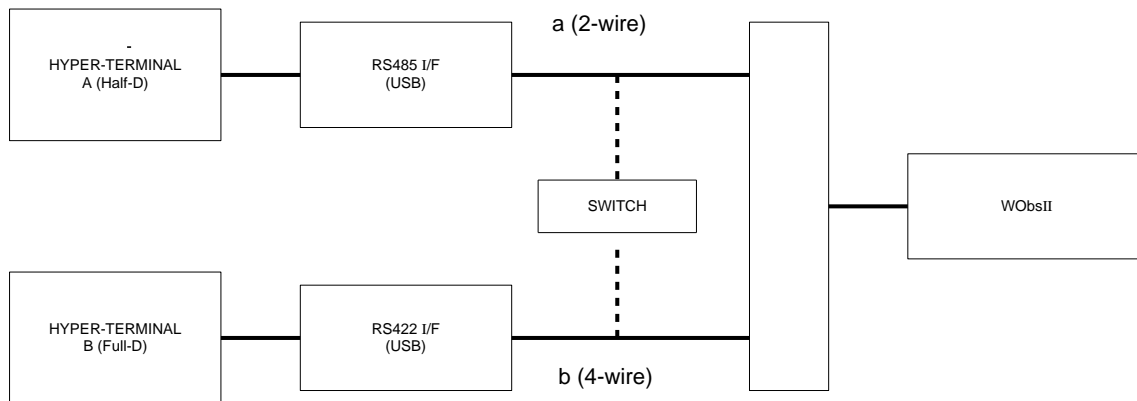 a (2-wire)
-
HYPER-TERMINAL
A (Half-D)
RS485 I/F
(USB)
SWITCH
WObsII
HYPER-TERMINAL
B (Full-D)
RS422 I/F
(USB)
b (4-wire)